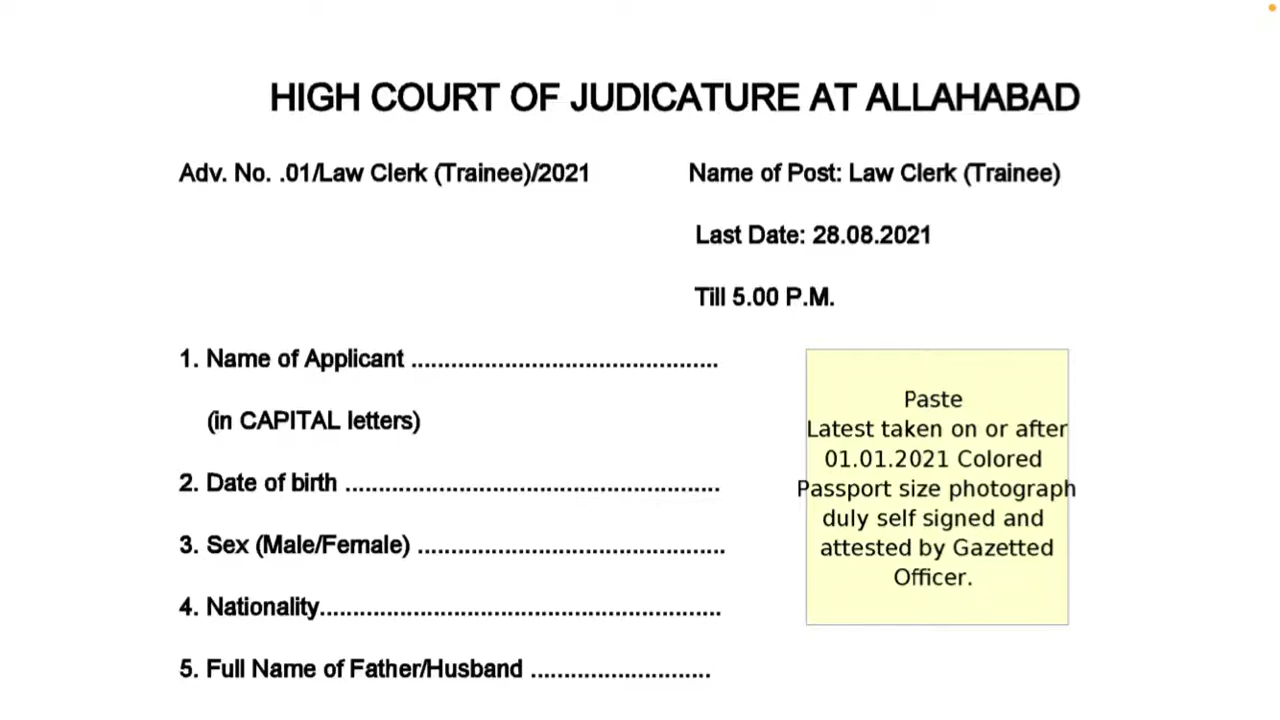 HIGH COURT OF JUDICATURE AT ALLAHABAD
Adv. No. .01/Law Clerk (Trainee)/2021 Name of Post: Law Clerk (Trainee)
Last Date: 28.08.2021
Till 5.00 P.M.
1. Name of Applicant ..............................................
(in CAPITAL letters)
2. Date of birth ........................................................
3. Sex (Male/Female) ..............................................
4. Nationality............................................................
5. Full Name of Father/Husband ...........................
Paste
Latest taken on or after
01.01.2021 Colored
Passport size photograph
duly self signed and
attested by Gazetted
Officer.